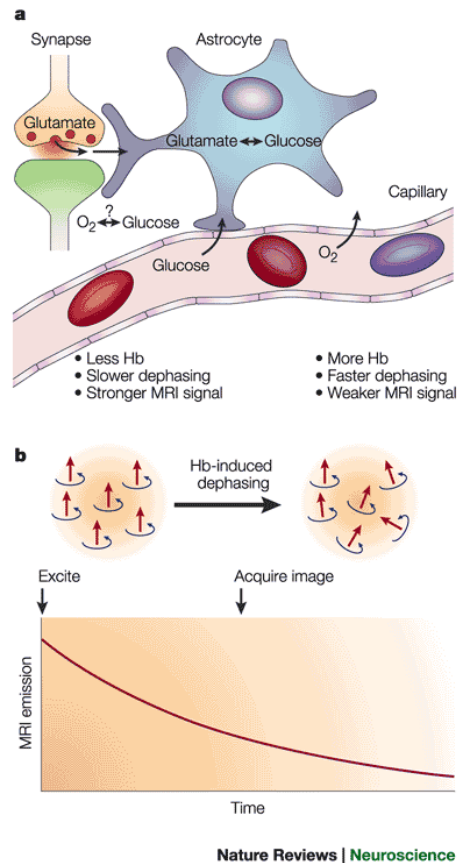 a
Synapse
Astrocyte
Glutamate
Glutamate Glucose
Capillary
?
O2 Glucose
Glucose
O2
• Less Hb
• Slower dephasing
• Stronger MRI signal
• More Hb
• Faster dephasing
• Weaker MRI signal
b
Hb-induced
dephasing
Excite
Acquire image
MRI emission
Time
Nature Reviews | Neuroscience